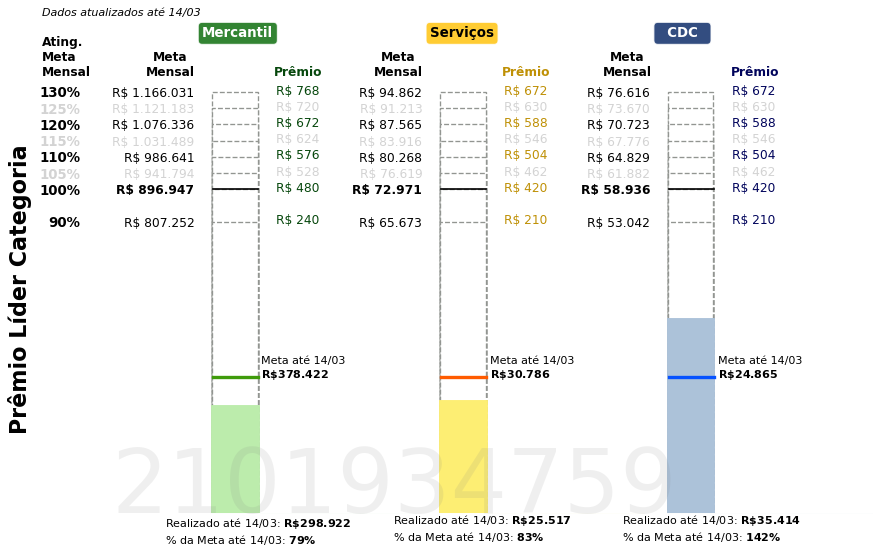 Dados atualizados até 14/03
Mercantil Serviços CDC
Ating.
Meta Meta Meta Meta
Mensal Mensal Prêmio Mensal Prêmio Mensal Prêmio
130% R$ 1.166.031 R$ 768 R$ 94.862 R$ 672 R$ 76.616 R$ 672
125% R$ 1.121.183 R$ 720 R$ 91.213 R$ 630 R$ 73.670 R$ 630
120% R$ 1.076.336 R$ 672 R$ 87.565 R$ 588 R$ 70.723 R$ 588
115% R$ 1.031.489 R$ 624 R$ 83.916 R$ 546 R$ 67.776 R$ 546
110% R$ 986.641 R$ 576 R$ 80.268 R$ 504 R$ 64.829 R$ 504
105% R$ 941.794 R$ 528 R$ 76.619 R$ 462 R$ 61.882 R$ 462
100% R$ 896.947 R$ 480 R$ 72.971 R$ 420 R$ 58.936 R$ 420
90% R$ 807.252 R$ 240 R$ 65.673 R$ 210 R$ 53.042 R$ 210
Prêmio Líder Categoria
Meta até 14/03 Meta até 14/03 Meta até 14/03
R$378.422 R$30.786 R$24.865
2101934759
Realizado até 14/03: R$298.922 Realizado até 14/03: R$25.517 Realizado até 14/03: R$35.414
% da Meta até 14/03: 79% % da Meta até 14/03: 83% % da Meta até 14/03: 142%